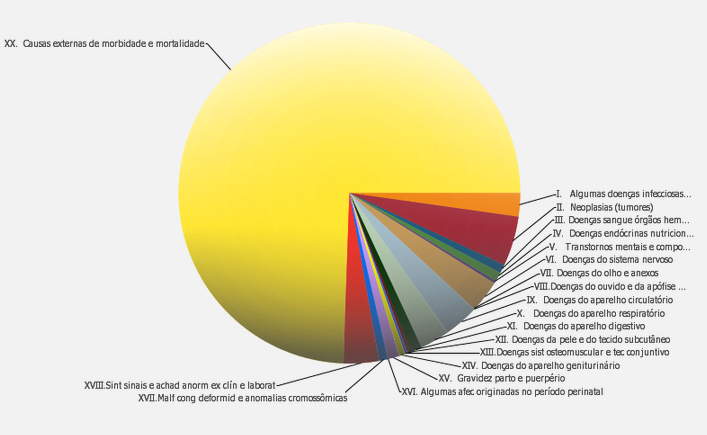 XX. Causas externas de morbidade e mortalidade
I. Algumas doenças infecciosas...
II. Neoplasias (tumores)
III. Doenças sangue órgãos hem...
IV. Doenças endócrinas nutricion...
V. Transtornos mentais e compo...
VI. Doenças do sistema nervoso
VII. Doenças do olho e anexos
VIII.Doenças do ouvido e da apófise ...
IX. Doenças do aparelho circulatório
X. Doenças do aparelho respiratório
XI. Doenças do aparelho digestivo
XII. Doenças da pele e do tecido subcutâneo
XIII.Doenças sist osteomuscular e tec conjuntivo
XIV. Doenças do aparelho geniturinário
XV. Gravidez parto e puerpério
XVI. Algumas afec originadas no período perinatal
XVIII.Sint sinais e achad anorm ex clín e laborat
XVII.Malf cong deformid e anomalias cromossômicas